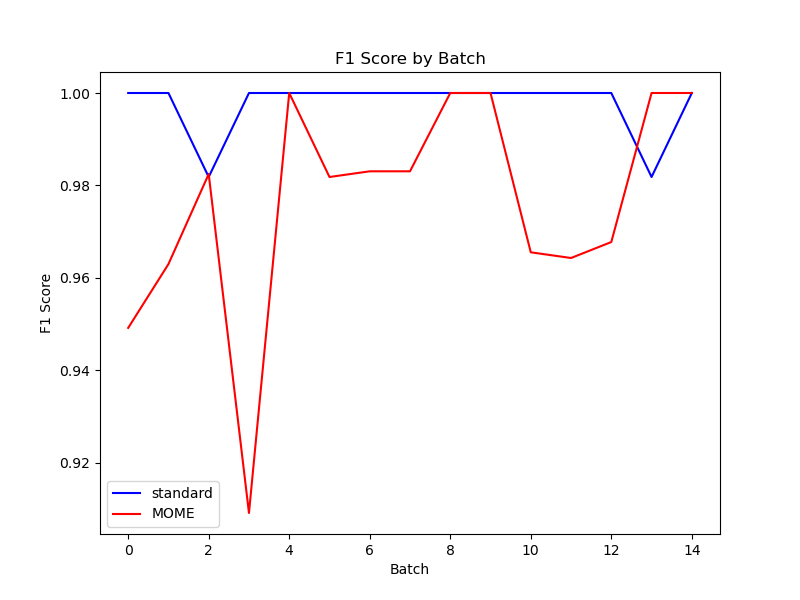 F1 Score by Batch
1.00
0.98
0.96
0.94
0.92
F1 Score
standard
MOME
0 2 4 6 8 10 12 14
Batch